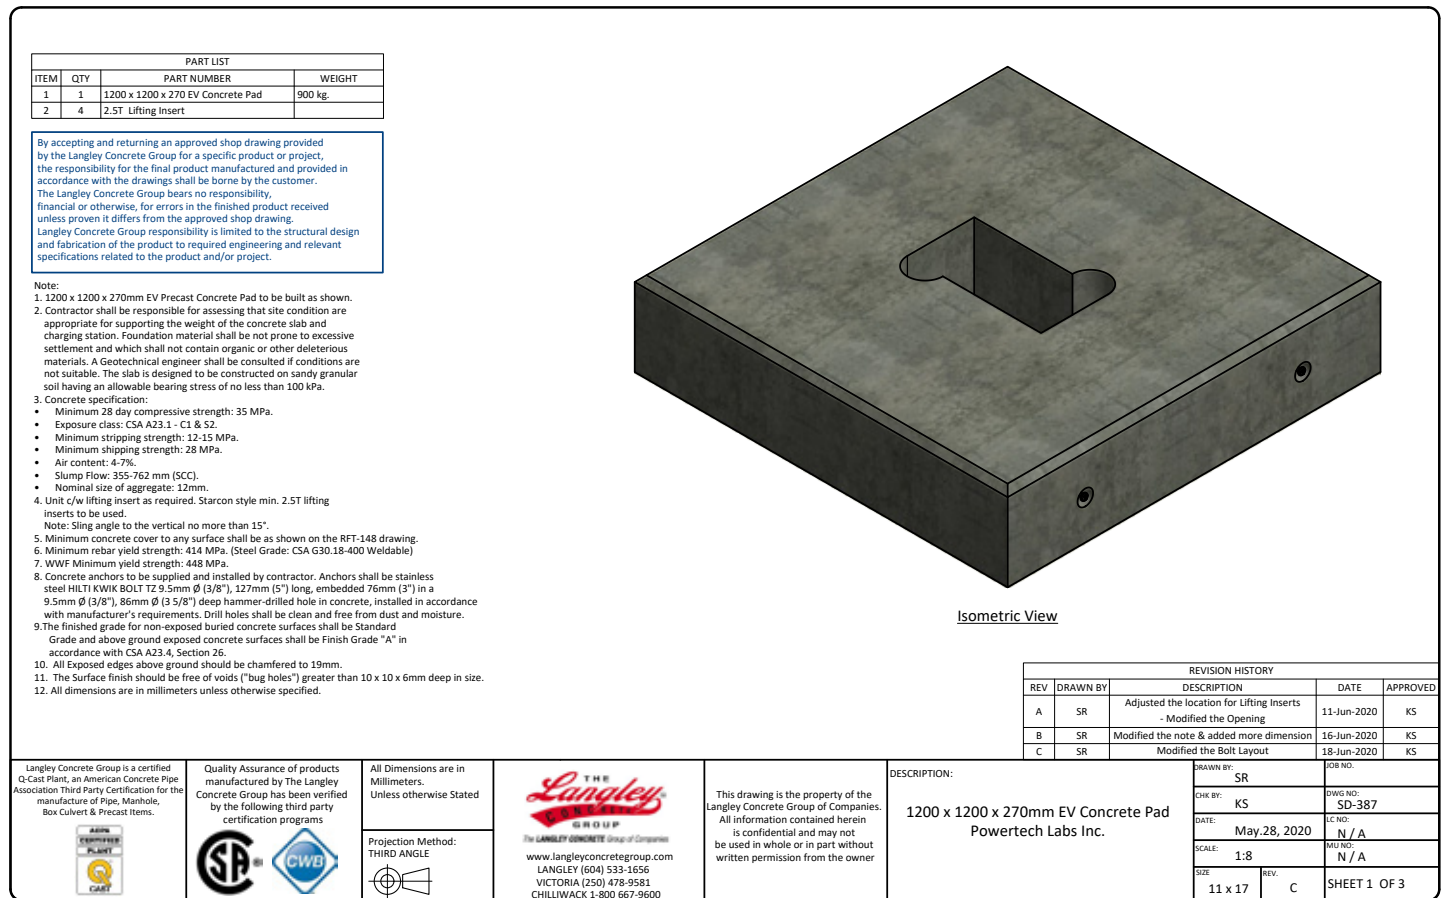 PART LIST
ITEM QTY PART NUMBER WEIGHT
1 1 1200 x 1200 x 270 EV Concrete Pad 900 kg.
2 4 2.5T Lifting Insert
By accepting and returning an approved shop drawing provided
by the Langley Concrete Group for a specific product or project,
the responsibility for the final product manufactured and provided in
accordance with the drawings shall be borne by the customer.
The Langley Concrete Group bears no responsibility,
financial or otherwise, for errors in the finished product received
unless proven it differs from the approved shop drawing.
Langley Concrete Group responsibility is limited to the structural design
and fabrication of the product to required engineering and relevant
specifications related to the product and/or project.
Note:
1. 1200 x 1200 x 270mm EV Precast Concrete Pad to be built as shown.
2. Contractor shall be responsible for assessing that site condition are
appropriate for supporting the weight of the concrete slab and
charging station. Foundation material shall be not prone to excessive
settlement and which shall not contain organic or other deleterious
materials. A Geotechnical engineer shall be consulted if conditions are
not suitable. The slab is designed to be constructed on sandy granular
soil having an allowable bearing stress of no less than 100 kPa.
3. Concrete specification:
• Minimum 28 day compressive strength: 35 MPa.
• Exposure class: CSA A23.1 - C1 & S2.
• Minimum stripping strength: 12-15 MPa.
• Minimum shipping strength: 28 MPa.
• Air content: 4-7%.
• Slump Flow: 355-762 mm (SCC).
• Nominal size of aggregate: 12mm.
4. Unit c/w lifting insert as required. Starcon style min. 2.5T lifting
inserts to be used.
Note: Sling angle to the vertical no more than 15°.
5. Minimum concrete cover to any surface shall be as shown on the RFT-148 drawing.
6. Minimum rebar yield strength: 414 MPa. (Steel Grade: CSA G30.18-400 Weldable)
7. WWF Minimum yield strength: 448 MPa.
8. Concrete anchors to be supplied and installed by contractor. Anchors shall be stainless
steel HILTI KWIK BOLT TZ 9.5mm Ø (3/8"), 127mm (5") long, embedded 76mm (3") in a
9.5mm Ø (3/8"), 86mm Ø (3 5/8") deep hammer-drilled hole in concrete, installed in accordance
with manufacturer's requirements. Drill holes shall be clean and free from dust and moisture.
9.The finished grade for non-exposed buried concrete surfaces shall be Standard
Grade and above ground exposed concrete surfaces shall be Finish Grade "A" in
accordance with CSA A23.4, Section 26.
10. All Exposed edges above ground should be chamfered to 19mm.
11. The Surface finish should be free of voids ("bug holes") greater than 10 x 10 x 6mm deep in size.
12. All dimensions are in millimeters unless otherwise specified.
Isometric View
REVISION HISTORY
REV DRAWN BY DESCRIPTION DATE APPROVED
A SR Adjusted the location for Lifting Inserts - Modified the Opening 11-Jun-2020 KS
B SR Modified the note & added more dimension 16-Jun-2020 KS
C SR Modified the Bolt Layout 18-Jun-2020 KS
Langley Concrete Group is a certified
Q-Cast Plant, an American Concrete Pipe
Association Third Party Certification for the
manufacture of Pipe, Manhole,
Box Culvert & Precast Items.
ACPA
CERTIFIED
PLANT
Q
CAST
Quality Assurance of products
manufactured by The Langley
Concrete Group has been verified
by the following third party
certification programs
CSA
CWB
All Dimensions are in
Millimeters.
Unless otherwise Stated
Projection Method:
THIRD ANGLE
THE
Langley
CONCRETE
GROUP
The LANGLEY CONCRETE Group of Companies
www.langleyconcretegroup.com
LANGLEY (604) 533-1656
VICTORIA (250) 478-9581
CHILLIWACK 1-800 667-9600
This drawing is the property of the
Langley Concrete Group of Companies.
All information contained herein
is confidential and may not
be used in whole or in part without
written permission from the owner
DESCRIPTION:
1200 x 1200 x 270mm EV Concrete Pad
Powertech Labs Inc.
DRAWN BY: SR
JOB NO.
CHK BY: KS
DWG NO: SD-387
DATE: May.28, 2020
LC NO: N / A
SCALE: 1:8
MU NO: N / A
SIZE 11 x 17
REV. C
SHEET 1 OF 3